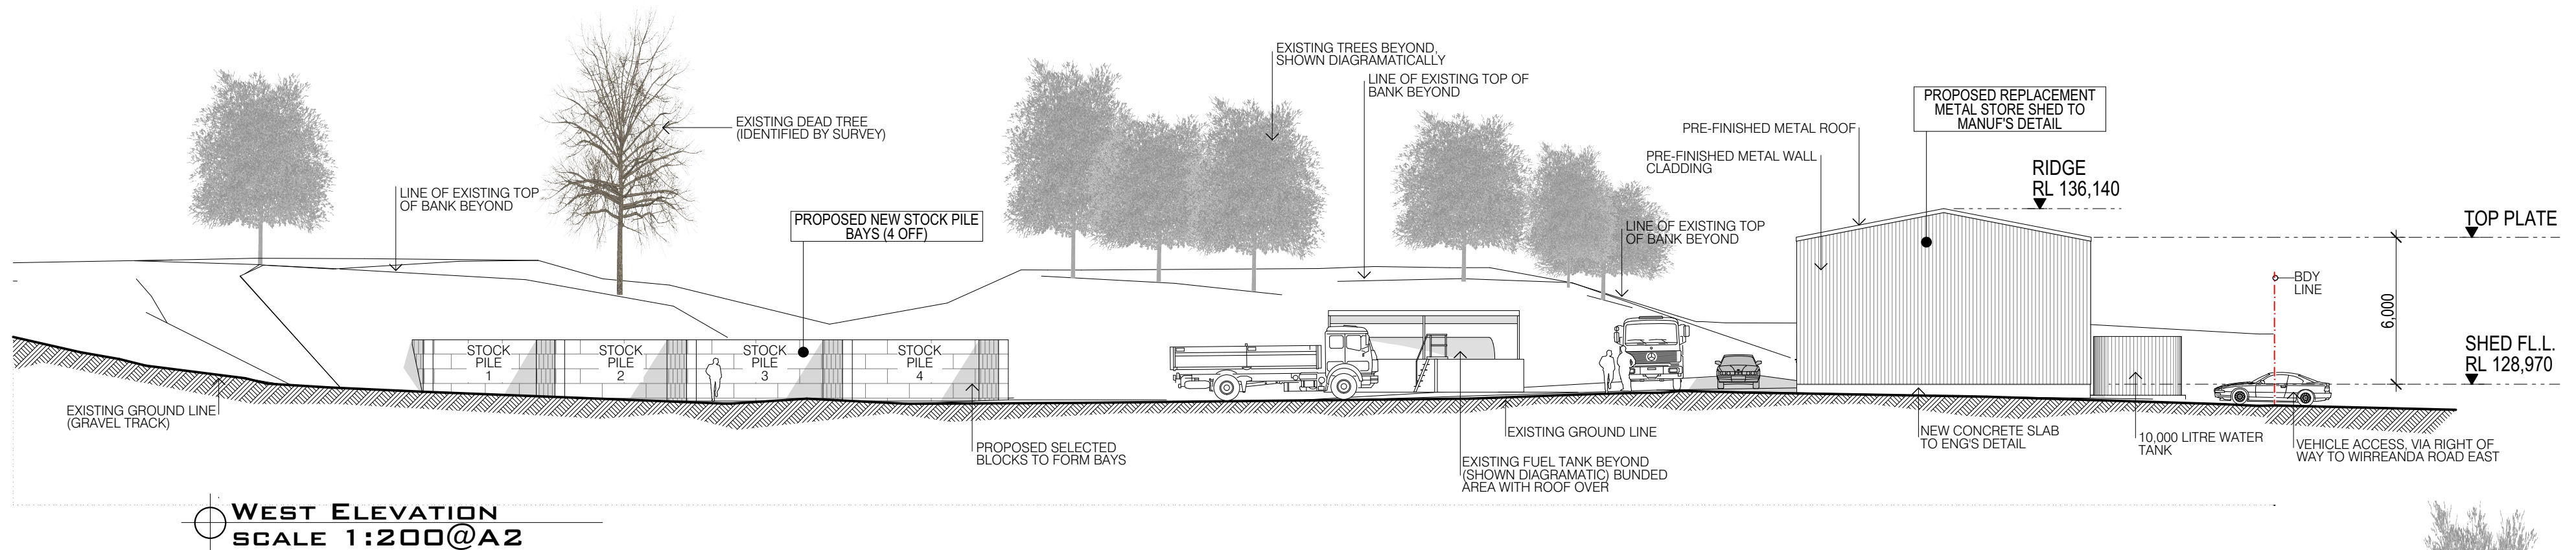 EXISTING TREES BEYOND,
SHOWN DIAGRAMATICALLY
LINE OF EXISTING TOP OF
BANK BEYOND
PROPOSED REPLACEMENT
METAL STORE SHED TO
MANUF'S DETAIL
EXISTING DEAD TREE
(IDENTIFIED BY SURVEY)
PRE-FINISHED METAL ROOF
PRE-FINISHED METAL WALL
CLADDING
RIDGE
RL 136,140
LINE OF EXISTING TOP
OF BANK BEYOND
PROPOSED NEW STOCK PILE
BAYS (4 OFF)
LINE OF EXISTING TOP
OF BANK BEYOND
TOP PLATE
BDY
LINE
6,000
STOCK
PILE
1
STOCK
PILE
2
STOCK
PILE
3
STOCK
PILE
4
SHED FL.L.
RL 128,970
EXISTING GROUND LINE
(GRAVEL TRACK)
PROPOSED SELECTED
BLOCKS TO FORM BAYS
EXISTING GROUND LINE
EXISTING FUEL TANK BEYOND
(SHOWN DIAGRAMATIC) BUNDED
AREA WITH ROOF OVER
NEW CONCRETE SLAB
TO ENG'S DETAIL
10,000 LITRE WATER
TANK
VEHICLE ACCESS, VIA RIGHT OF
WAY TO WIRREANDA ROAD EAST
WEST ELEVATION
SCALE 1:200@A2